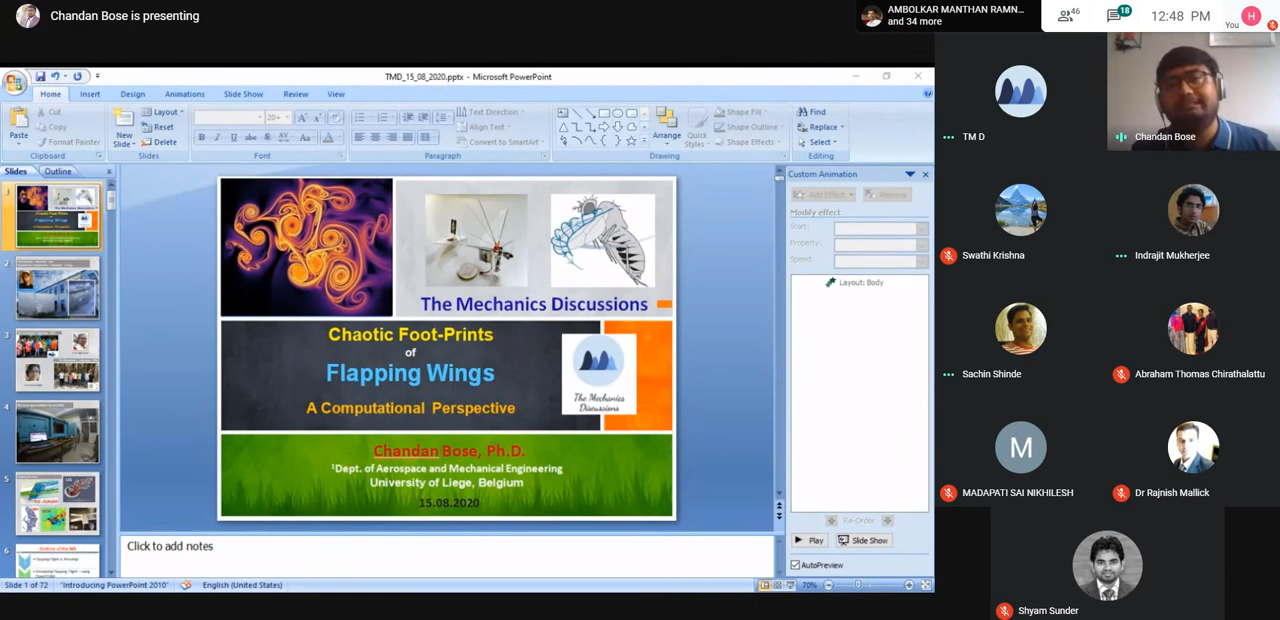 Chandan Bose is presenting
AMBOLKAR MANTHAN RAMN...
and 34 more
46
18
12:48 PM
You
H
TMD_15_08_2020.pptx - Microsoft PowerPoint
Home Insert Design Animations Slide Show Review View
Paste
Cut
Copy
Format Painter
Clipboard
New Slide
Layout
Reset
Delete
Slides
20+
Font
Paragraph
Text Direction
Align Text
Convert to SmartArt
Arrange
Quick Styles
Shape Fill
Shape Outline
Shape Effects
Drawing
Find
Replace
Select
Editing
Slides Outline
1
2
3
4
5
6
The Mechanics Discussions
Chaotic Foot-Prints
of
Flapping Wings
A Computational Perspective
The Mechanics
Discussions
Chandan Bose, Ph.D.
1Dept. of Aerospace and Mechanical Engineering
University of Liege, Belgium
15.08.2020
Click to add notes
Custom Animation
Add Effect Remove
Modify effect
Start:
Property:
Speed:
Layout: Body
Re-Order
Play Slide Show
AutoPreview
Slide 1 of 72 "Introducing PowerPoint 2010" English (United States)
70%
TM D
Chandan Bose
Swathi Krishna
Indrajit Mukherjee
Sachin Shinde
Abraham Thomas Chirathalattu
M
MADAPATI SAI NIKHILESH
Dr Rajnish Mallick
Shyam Sunder